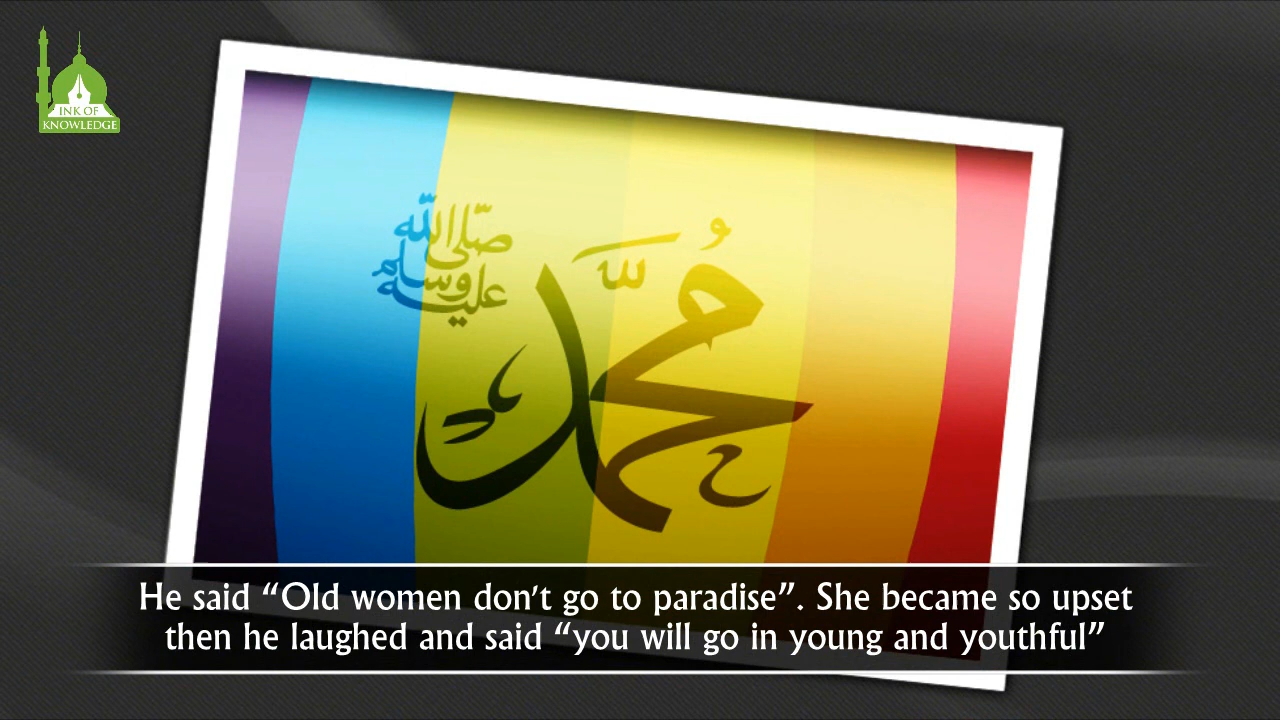 INK OF
KNOWLEDGE
صلى الله
عليه وسلم
محمد
He said “Old women don’t go to paradise”. She became so upset
then he laughed and said “you will go in young and youthful”